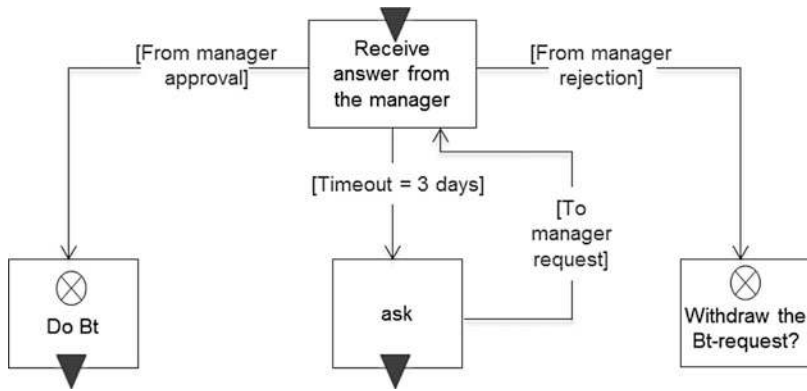 [From manager
approval]
Receive
answer from
the manager
[From manager
rejection]
[Timeout = 3 days]
[To
manager
request]
Do Bt
ask
Withdraw the
Bt-request?